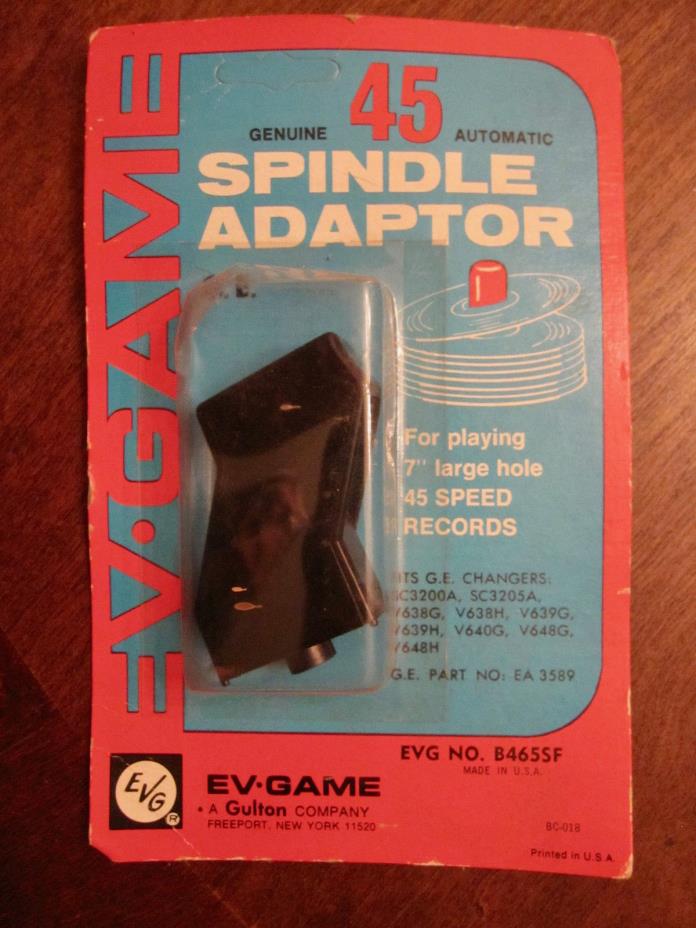 EV•GAME
GENUINE 45 AUTOMATIC
SPINDLE
ADAPTOR
For playing
7" large hole
45 SPEED
RECORDS
G.E. CHANGERS:
SC3200A, SC3205A,
V638G, V638H, V639G,
V639H, V640G, V648G,
V648H
G.E. PART NO: EA 3589
EVG NO. B465SF
MADE IN U.S.A.
EVG ®
EV•GAME
• A Gulton COMPANY
FREEPORT, NEW YORK 11520
BC-018
Printed in U.S.A.